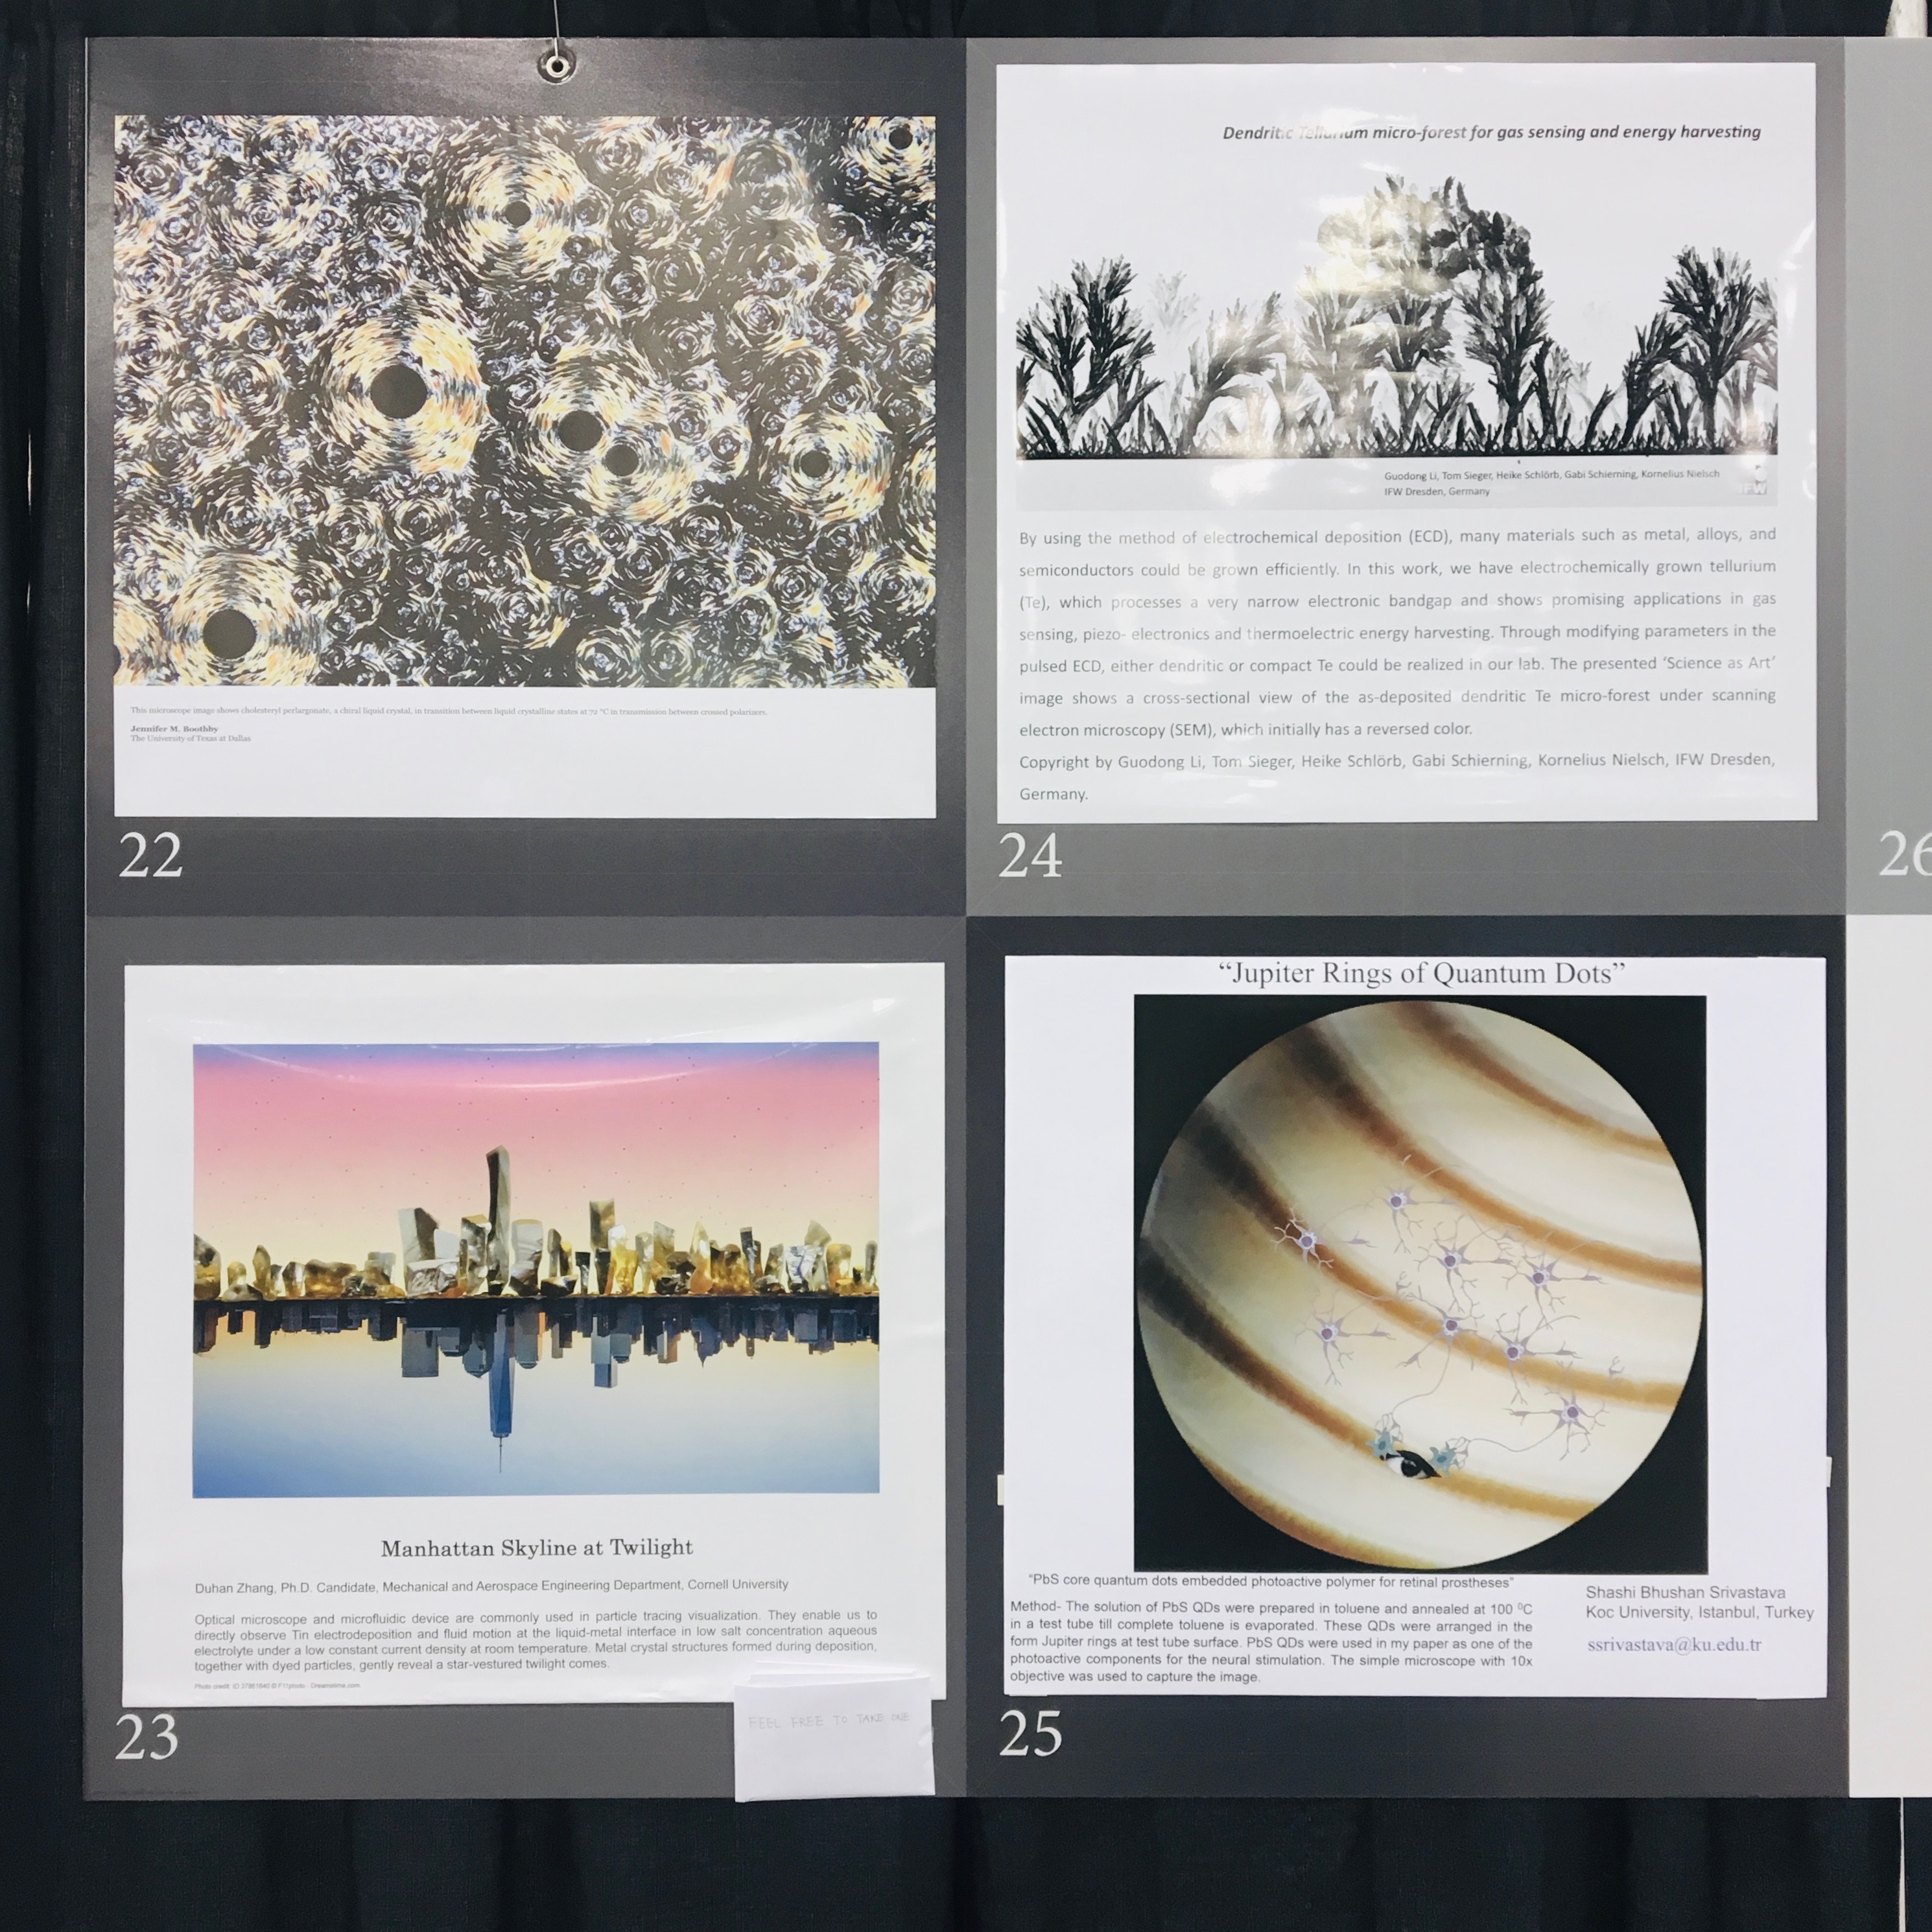 This microscope image shows cholesteryl perlargonate, a chiral liquid crystal, in transition between liquid crystalline states at 72 °C in transmission between crossed polarizers.
Jennifer M. Boothby
The University of Texas at Dallas
22
Dendritic Tellurium micro-forest for gas sensing and energy harvesting
Guodong Li, Tom Sieger, Heike Schlörb, Gabi Schierning, Kornelius Nielsch
IFW Dresden, Germany
IFW
By using the method of electrochemical deposition (ECD), many materials such as metal, alloys, and
semiconductors could be grown efficiently. In this work, we have electrochemically grown tellurium
(Te), which processes a very narrow electronic bandgap and shows promising applications in gas
sensing, piezo- electronics and thermoelectric energy harvesting. Through modifying parameters in the
pulsed ECD, either dendritic or compact Te could be realized in our lab. The presented ‘Science as Art’
image shows a cross-sectional view of the as-deposited dendritic Te micro-forest under scanning
electron microscopy (SEM), which initially has a reversed color.
Copyright by Guodong Li, Tom Sieger, Heike Schlörb, Gabi Schierning, Kornelius Nielsch, IFW Dresden,
Germany.
24
26
Manhattan Skyline at Twilight
Duhan Zhang, Ph.D. Candidate, Mechanical and Aerospace Engineering Department, Cornell University
Optical microscope and microfluidic device are commonly used in particle tracing visualization. They enable us to
directly observe Tin electrodeposition and fluid motion at the liquid-metal interface in low salt concentration aqueous
electrolyte under a low constant current density at room temperature. Metal crystal structures formed during deposition,
together with dyed particles, gently reveal a star-vestured twilight comes.
Photo credit: ID 37861640 © F11photo - Dreamstime.com
FEEL FREE TO TAKE ONE
23
“Jupiter Rings of Quantum Dots”
"PbS core quantum dots embedded photoactive polymer for retinal prostheses"
Method- The solution of PbS QDs were prepared in toluene and annealed at 100 ⁰C
in a test tube till complete toluene is evaporated. These QDs were arranged in the
form Jupiter rings at test tube surface. PbS QDs were used in my paper as one of the
photoactive components for the neural stimulation. The simple microscope with 10x
objective was used to capture the image.
Shashi Bhushan Srivastava
Koc University, Istanbul, Turkey
ssrivastava@ku.edu.tr
25